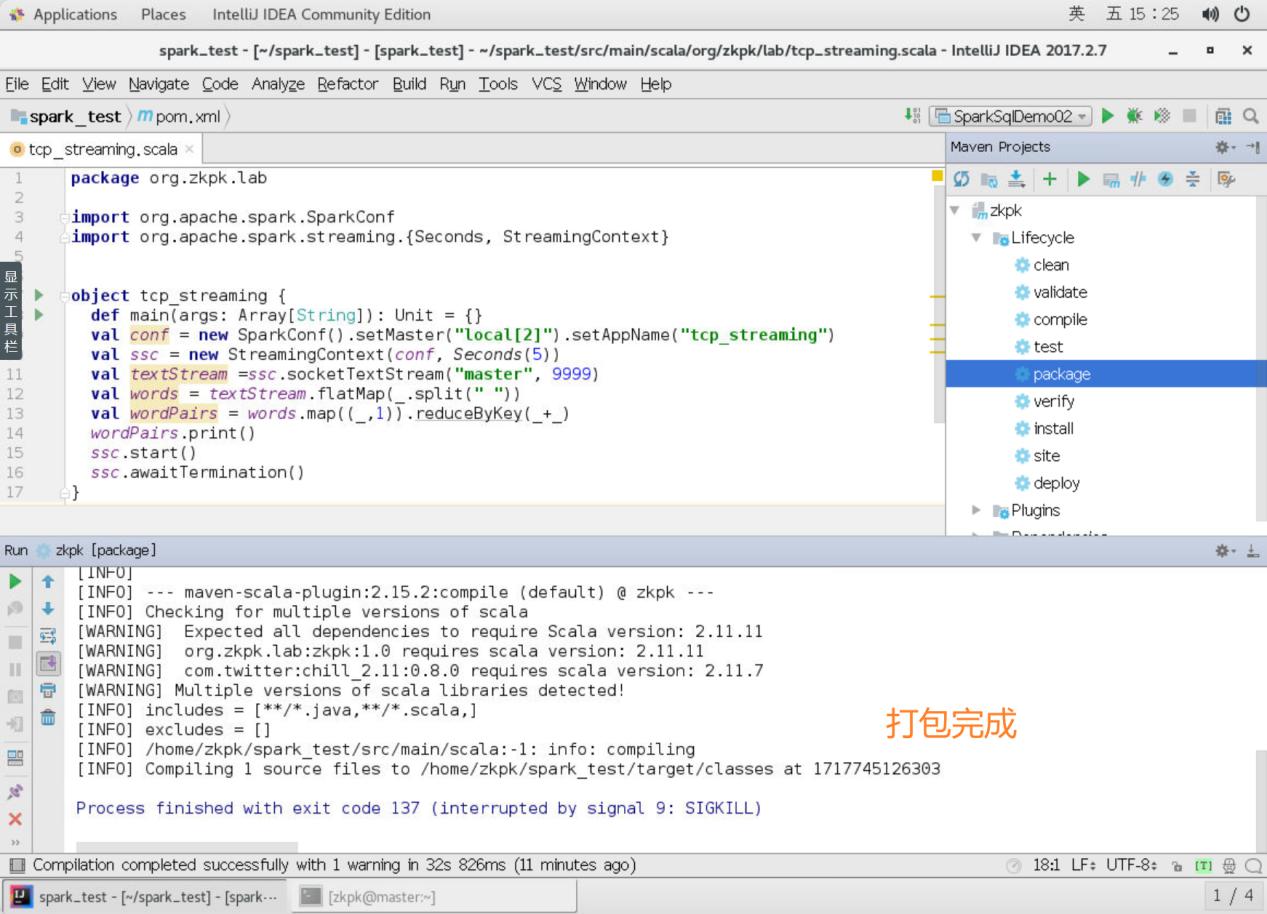 Applications Places IntelliJ IDEA Community Edition 英 五 15：25
spark_test - [~/spark_test] - [spark_test] - ~/spark_test/src/main/scala/org/zkpk/lab/tcp_streaming.scala - IntelliJ IDEA 2017.2.7
File Edit View Navigate Code Analyze Refactor Build Run Tools VCS Window Help
spark_test m pom.xml SparkSqlDemo02
tcp_streaming.scala
1 package org.zkpk.lab
2
3 import org.apache.spark.SparkConf
4 import org.apache.spark.streaming.{Seconds, StreamingContext}
5
显示工具栏
object tcp_streaming {
def main(args: Array[String]): Unit = {}
val conf = new SparkConf().setMaster("local[2]").setAppName("tcp_streaming")
val ssc = new StreamingContext(conf, Seconds(5))
11 val textStream =ssc.socketTextStream("master", 9999)
12 val words = textStream.flatMap(_.split(" "))
13 val wordPairs = words.map((_,1)).reduceByKey(_+_)
14 wordPairs.print()
15 ssc.start()
16 ssc.awaitTermination()
17 }
Maven Projects
zkpk
Lifecycle
clean
validate
compile
test
package
verify
install
site
deploy
Plugins
Dependencies
Run zkpk [package]
[INFO]
[INFO] --- maven-scala-plugin:2.15.2:compile (default) @ zkpk ---
[INFO] Checking for multiple versions of scala
[WARNING]  Expected all dependencies to require Scala version: 2.11.11
[WARNING]  org.zkpk.lab:zkpk:1.0 requires scala version: 2.11.11
[WARNING]  com.twitter:chill_2.11:0.8.0 requires scala version: 2.11.7
[WARNING] Multiple versions of scala libraries detected!
[INFO] includes = [**/*.java,**/*.scala,]
[INFO] excludes = []
[INFO] /home/zkpk/spark_test/src/main/scala:-1: info: compiling
[INFO] Compiling 1 source files to /home/zkpk/spark_test/target/classes at 1717745126303
打包完成
Process finished with exit code 137 (interrupted by signal 9: SIGKILL)
Compilation completed successfully with 1 warning in 32s 826ms (11 minutes ago) 18:1 LF UTF-8 [T]
spark_test - [~/spark_test] - [spark-··· [zkpk@master:~] 1 / 4